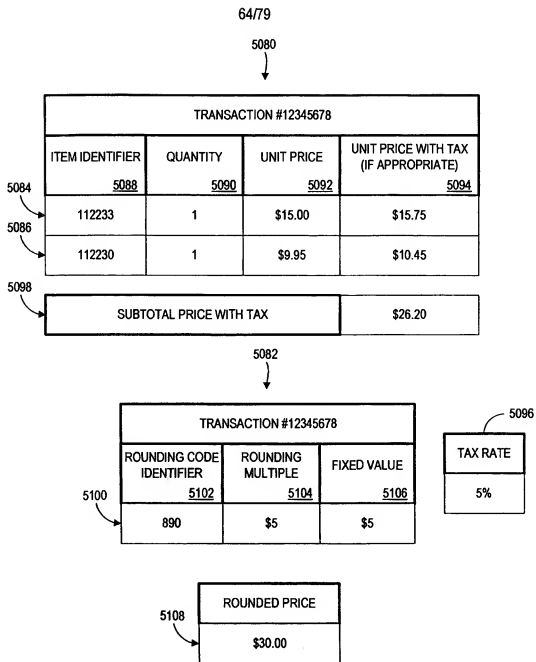 64/79
5080
TRANSACTION #12345678
ITEM IDENTIFIER 5088
QUANTITY 5090
UNIT PRICE 5092
UNIT PRICE WITH TAX
(IF APPROPRIATE)
5094
5084
112233 1 $15.00 $15.75
5086
112230 1 $9.95 $10.45
5098
SUBTOTAL PRICE WITH TAX $26.20
5082
TRANSACTION #12345678
ROUNDING CODE
IDENTIFIER
5102
ROUNDING
MULTIPLE
5104
FIXED VALUE
5106
5096
TAX RATE
5%
5100
890 $5 $5
ROUNDED PRICE
5108
$30.00